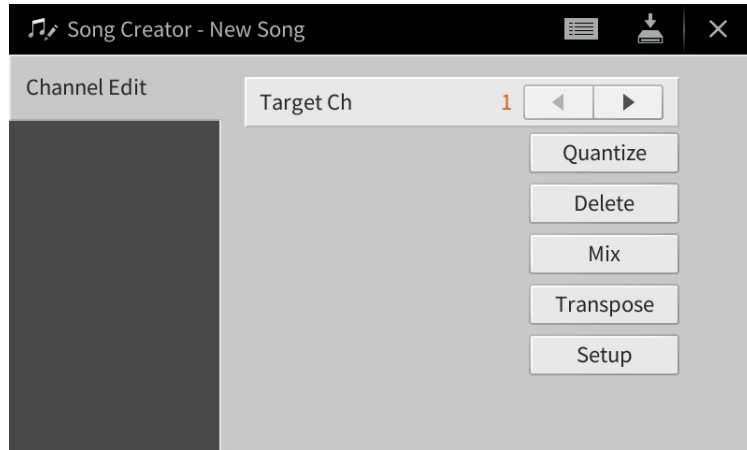 Song Creator - New Song
Channel Edit
Target Ch 1
Quantize
Delete
Mix
Transpose
Setup